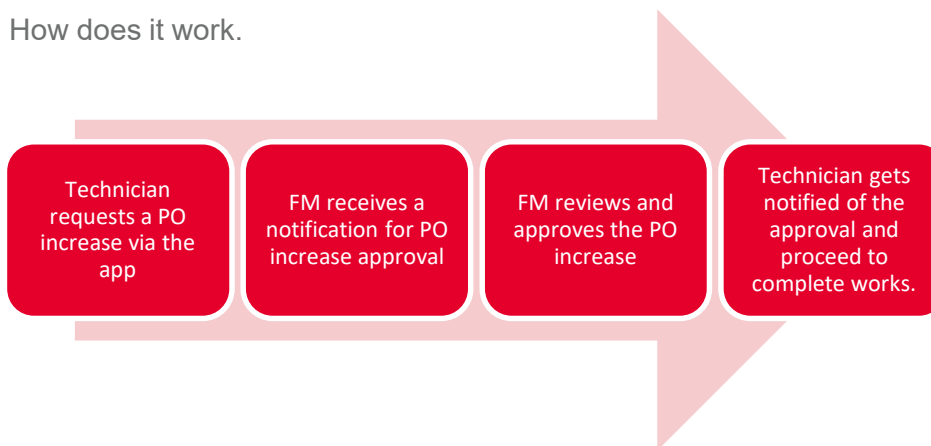 How does it work.
Technician
requests a PO
increase via the
app
FM receives a
notification for PO
increase approval
FM reviews and
approves the PO
increase
Technician gets
notified of the
approval and
proceed to
complete works.